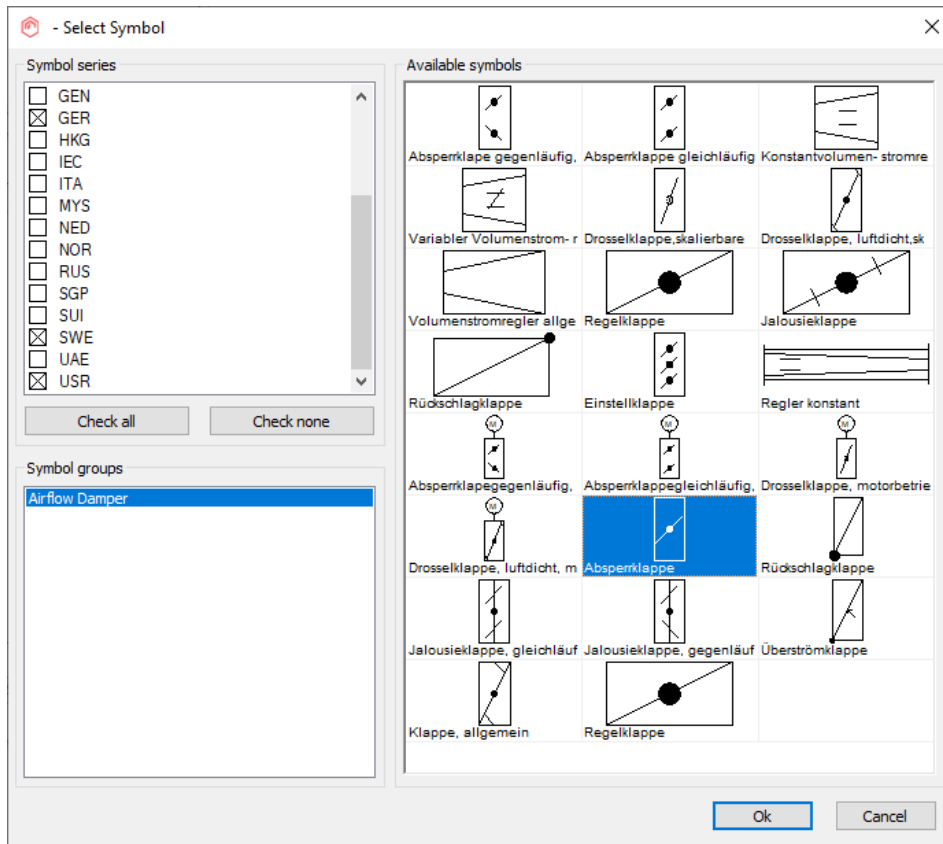 - Select Symbol
Symbol series
GEN
GER
HKG
IEC
ITA
MYS
NED
NOR
RUS
SGP
SUI
SWE
UAE
USR
Check all
Check none
Symbol groups
Airflow Damper
Available symbols
Absperrklape gegenläufig,
Absperrklappe gleichläufig
Konstantvolumen- stromre
Variabler Volumenstrom- r
Drosselklappe,skalierbare
Drosselklappe, luftdicht,sk
Volumenstromregler allge
Regelklappe
Jalousieklappe
Rückschlagklappe
Einstellklappe
Regler konstant
M
M
M
Absperrklapegegenläufig,
Absperrklappegleichläufig,
Drosselklappe, motorbetrie
M
Drosselklappe, luftdicht, m
Absperrklappe
Rückschlagklappe
Jalousieklappe, gleichläuf
Jalousieklappe, gegenläuf
Überströmklappe
Klappe, allgemein
Regelklappe
Ok
Cancel